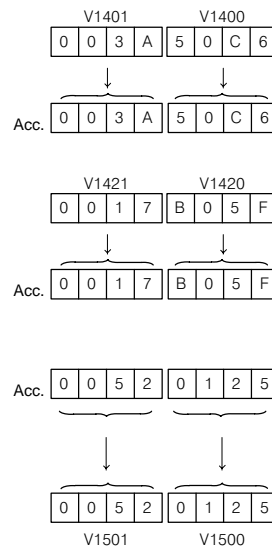 V1401 V1400
0 0 3 A 5 0 C 6
Acc. 0 0 3 A 5 0 C 6
V1421 V1420
0 0 1 7 B 0 5 F
Acc. 0 0 1 7 B 0 5 F
Acc. 0 0 5 2 0 1 2 5
0 0 5 2 0 1 2 5
V1501 V1500